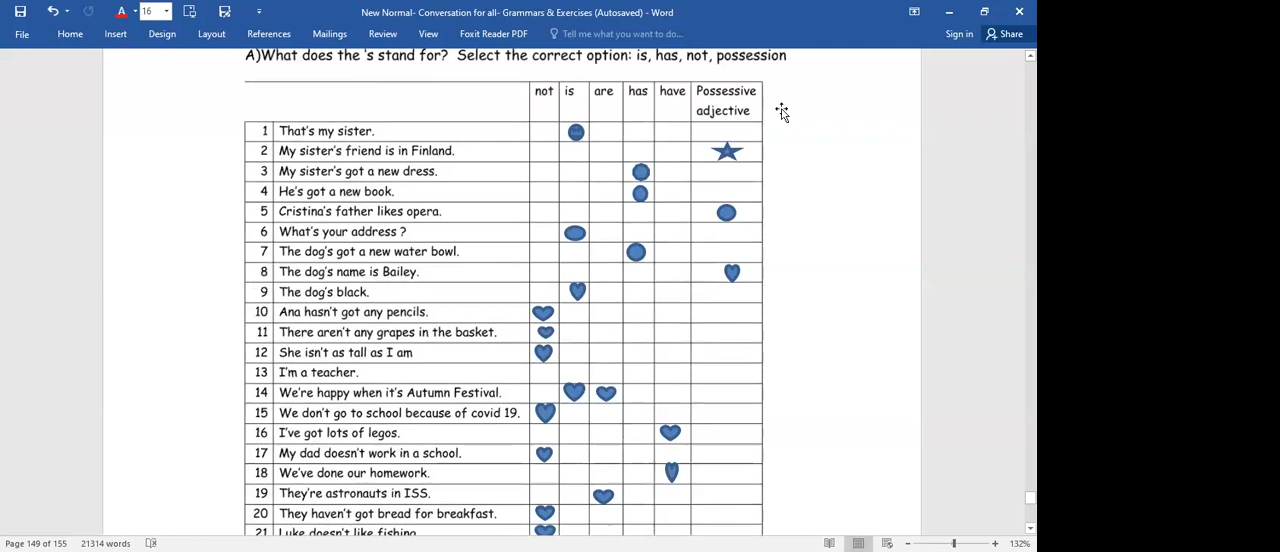 16
New Normal- Conversation for all- Grammars & Exercises (Autosaved) - Word
File Home Insert Design Layout References Mailings Review View Foxit Reader PDF Tell me what you want to do... Sign in Share
A)What does the 's stand for? Select the correct option: is, has, not, possession
not is are has have Possessive
adjective
1 That's my sister.
2 My sister's friend is in Finland.
3 My sister's got a new dress.
4 He's got a new book.
5 Cristina's father likes opera.
6 What's your address ?
7 The dog's got a new water bowl.
8 The dog's name is Bailey.
9 The dog's black.
10 Ana hasn't got any pencils.
11 There aren't any grapes in the basket.
12 She isn't as tall as I am
13 I'm a teacher.
14 We're happy when it's Autumn Festival.
15 We don't go to school because of covid 19.
16 I've got lots of legos.
17 My dad doesn't work in a school.
18 We've done our homework.
19 They're astronauts in ISS.
20 They haven't got bread for breakfast.
21 Luke doesn't like fishing
Page 149 of 155 21314 words 132%